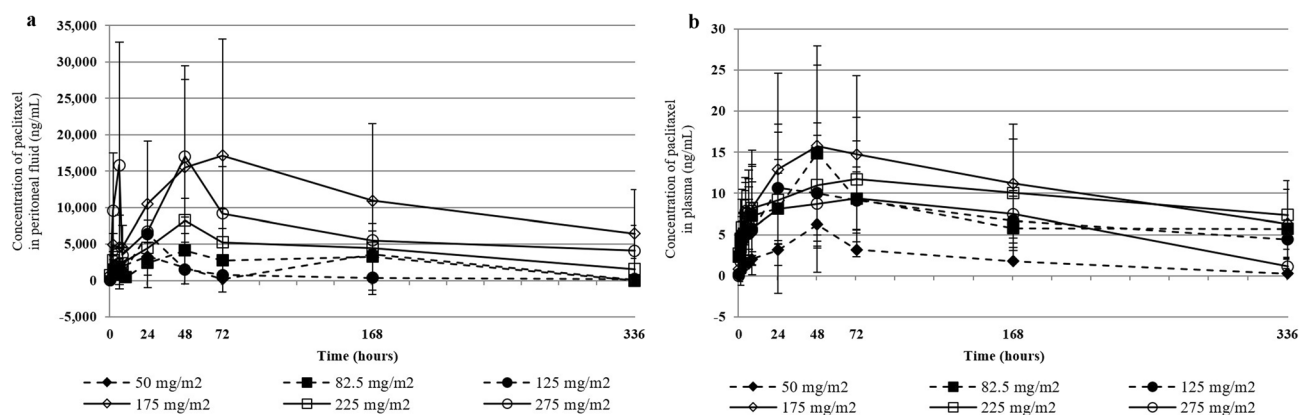 a
Concentration of paclitaxel
in peritoneal fluid (ng/mL)
35,000
30,000
25,000
20,000
15,000
10,000
5,000
0
-5,000
0 24 48 72 168 336
Time (hours)
50 mg/m2 82.5 mg/m2 125 mg/m2
175 mg/m2 225 mg/m2 275 mg/m2
b
Concentration of paclitaxel
in plasma (ng/mL)
30
25
20
15
10
5
0
-5
0 24 48 72 168 336
Time (hours)
50 mg/m2 82.5 mg/m2 125 mg/m2
175 mg/m2 225 mg/m2 275 mg/m2